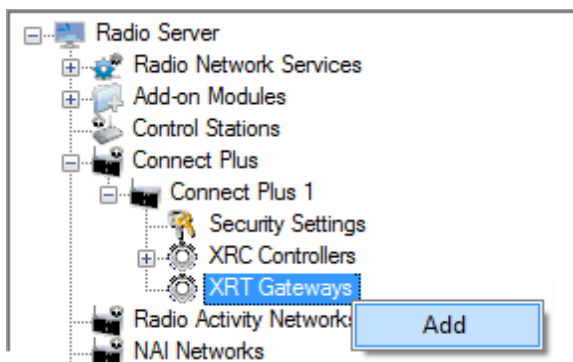 Radio Server
Radio Network Services
Add-on Modules
Control Stations
Connect Plus
Connect Plus 1
Security Settings
XRC Controllers
XRT Gateways
Radio Activity Networks
Add
NAI Networks